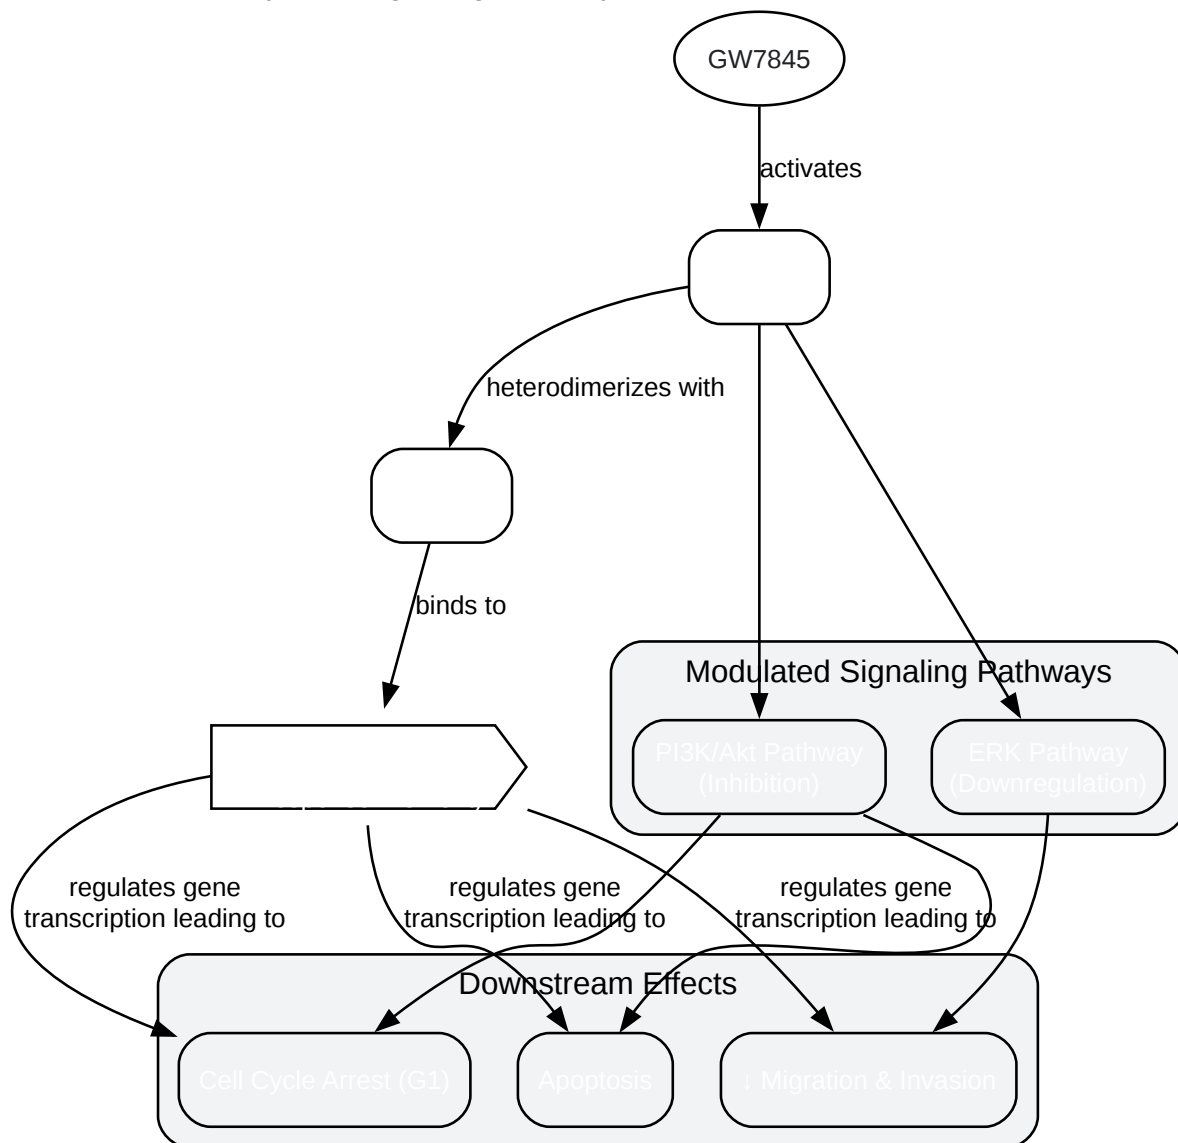 GW7845
activates
heterodimerizes with
binds to
Modulated Signaling Pathways
PI3K/Akt Pathway
(Inhibition)
ERK Pathway
(Downregulation)
regulates gene
transcription leading to
regulates gene
transcription leading to
regulates gene
transcription leading to
Downstream Effects
Cell Cycle Arrest (G1)
Apoptosis
↓ Migration & Invasion